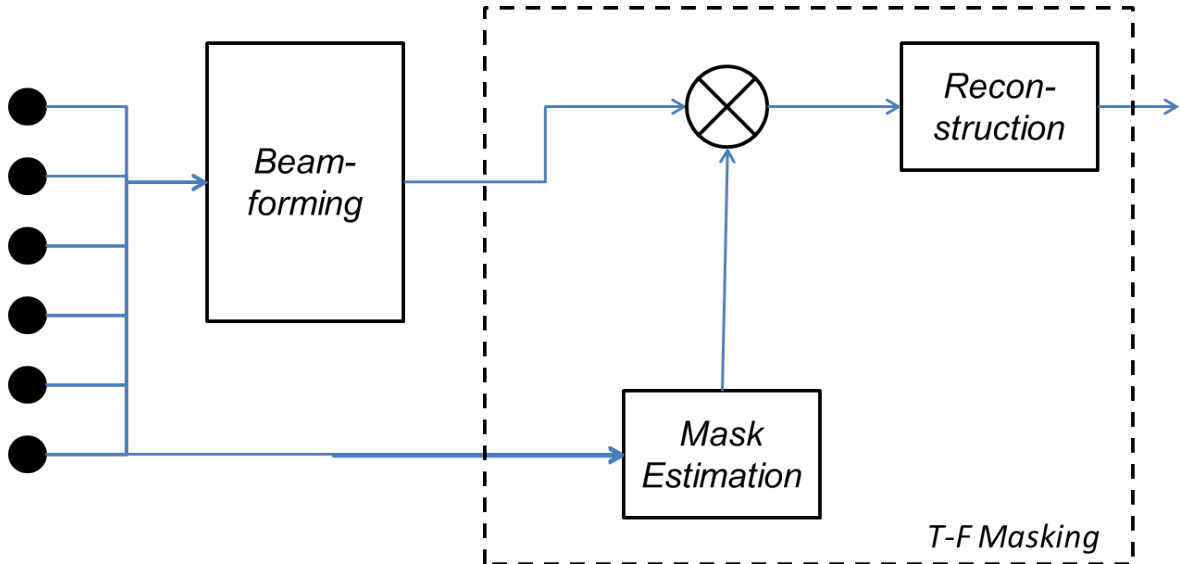 Beam-
forming
Recon-
struction
Mask
Estimation
T-F Masking